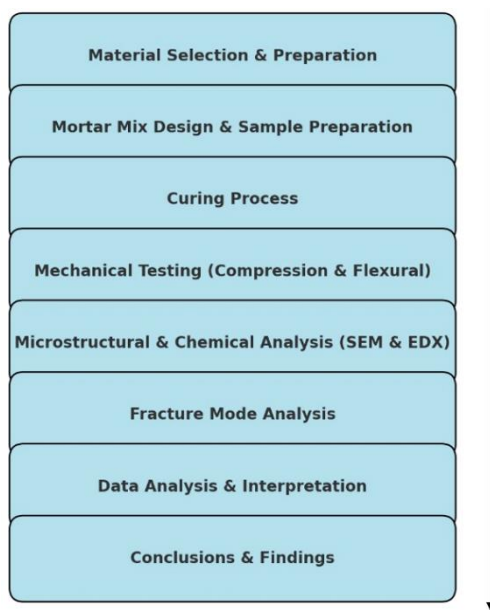 Material Selection & Preparation
Mortar Mix Design & Sample Preparation
Curing Process
Mechanical Testing (Compression & Flexural)
Microstructural & Chemical Analysis (SEM & EDX)
Fracture Mode Analysis
Data Analysis & Interpretation
Conclusions & Findings